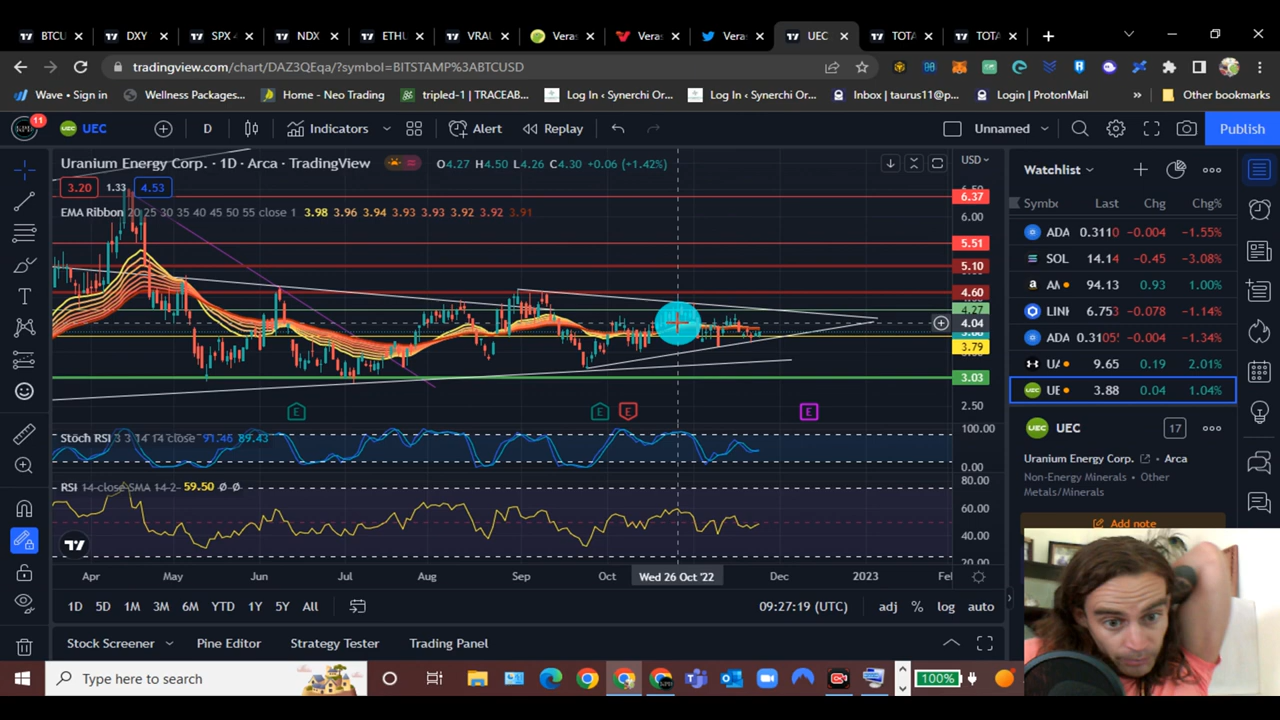 BTCU DXY SPX NDX ETHU VRAU Vera: Vera: Vera: UEC TOTA TOTA
tradingview.com/chart/DAZ3QEqa/?symbol=BITSTAMP%3ABTCUSD
Wave • Sign in Wellness Packages... Home - Neo Trading tripled-1 | TRACEAB... Log In ‹ Synerchi Or... Log In ‹ Synerchi Or... Inbox | taurus11@p... Login | ProtonMail » Other bookmarks
11 UEC D Indicators Alert Replay Unnamed Publish
Uranium Energy Corp. · 1D · Arca · TradingView O4.27 H4.50 L4.26 C4.30 +0.06 (+1.42%) USD
3.20 1.33 4.53
EMA Ribbon 20 25 30 35 40 45 50 55 close 1 3.98 3.96 3.94 3.93 3.93 3.92 3.92 3.91
6.37
6.00
5.51
5.10
4.60
4.27
4.04
3.79
3.03
2.50
E E E E
Stoch RSI 3 3 14 14 close 91.46 89.43
100.00
0.00
RSI 14 close SMA 14 2 59.50 Ø Ø
80.00
60.00
40.00
20.00
Apr May Jun Jul Aug Sep Oct Wed 26 Oct '22 Dec 2023 Fel
1D 5D 1M 3M 6M YTD 1Y 5Y All 09:27:19 (UTC) adj % log auto
Stock Screener Pine Editor Strategy Tester Trading Panel
Watchlist
Symbo Last Chg Chg%
ADA 0.3110 −0.004 −1.55%
SOL 14.14 −0.45 −3.08%
AM 94.13 0.93 1.00%
LINK 6.753 −0.078 −1.14%
ADA 0.3105 −0.004 −1.34%
UA 9.65 0.19 2.01%
UE 3.88 0.04 1.04%
UEC 17
Uranium Energy Corp. Arca
Non-Energy Minerals • Other
Metals/Minerals
Add note
Type here to search 100%